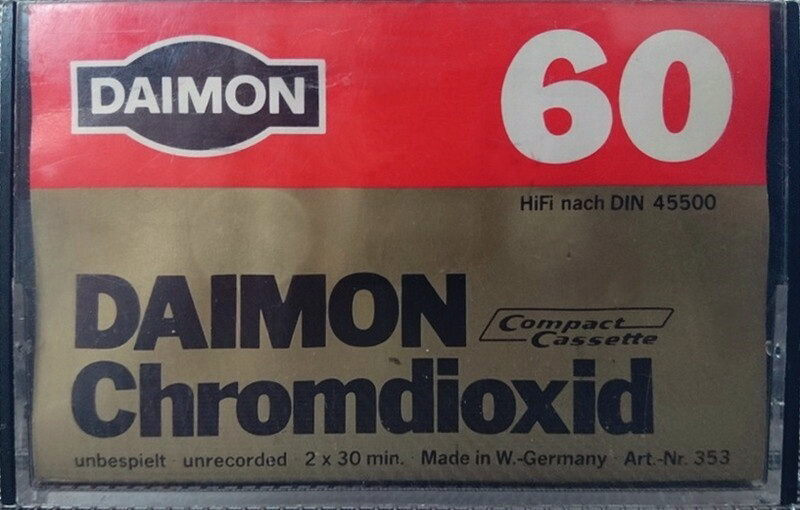 DAIMON
60
HiFi nach DIN 45500
DAIMON
Compact
Cassette
Chromdioxid
unbespielt · unrecorded · 2 x 30 min. · Made in W.-Germany Art.-Nr. 353